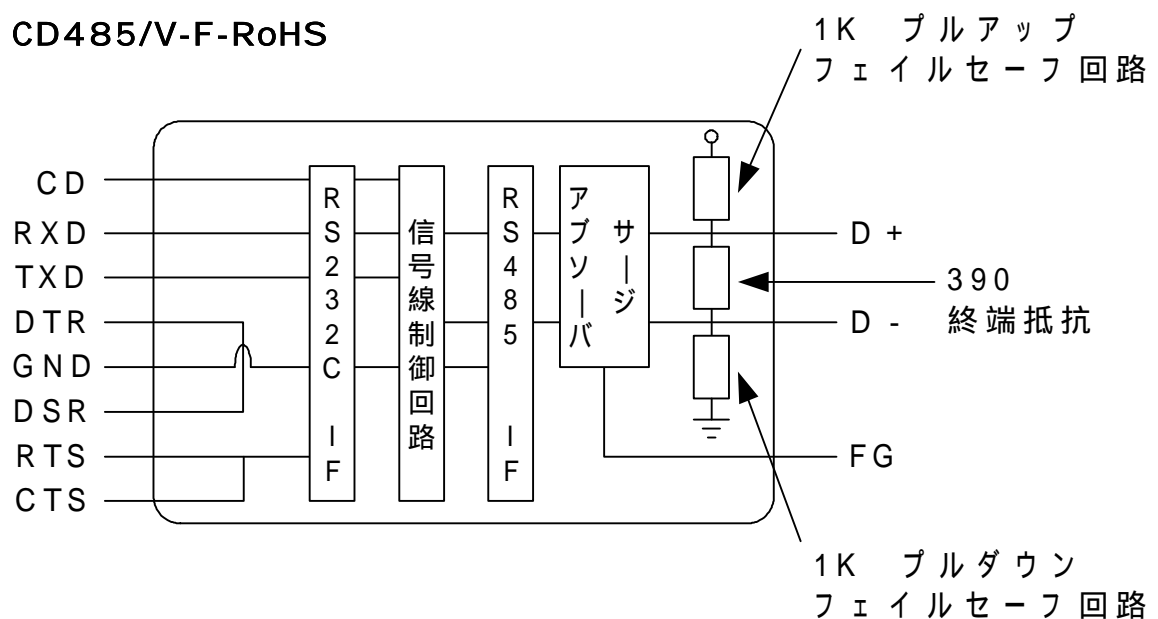 CD485/V-F-RoHS
1K プルアップ
フェイルセーフ回路
CD
RXD
TXD
DTR
GND
DSR
RTS
CTS
RS232C IF
信号線制御回路
RS485 IF
サージ
アブソーバ
D+
390
終端抵抗
D-
FG
1K プルダウン
フェイルセーフ回路